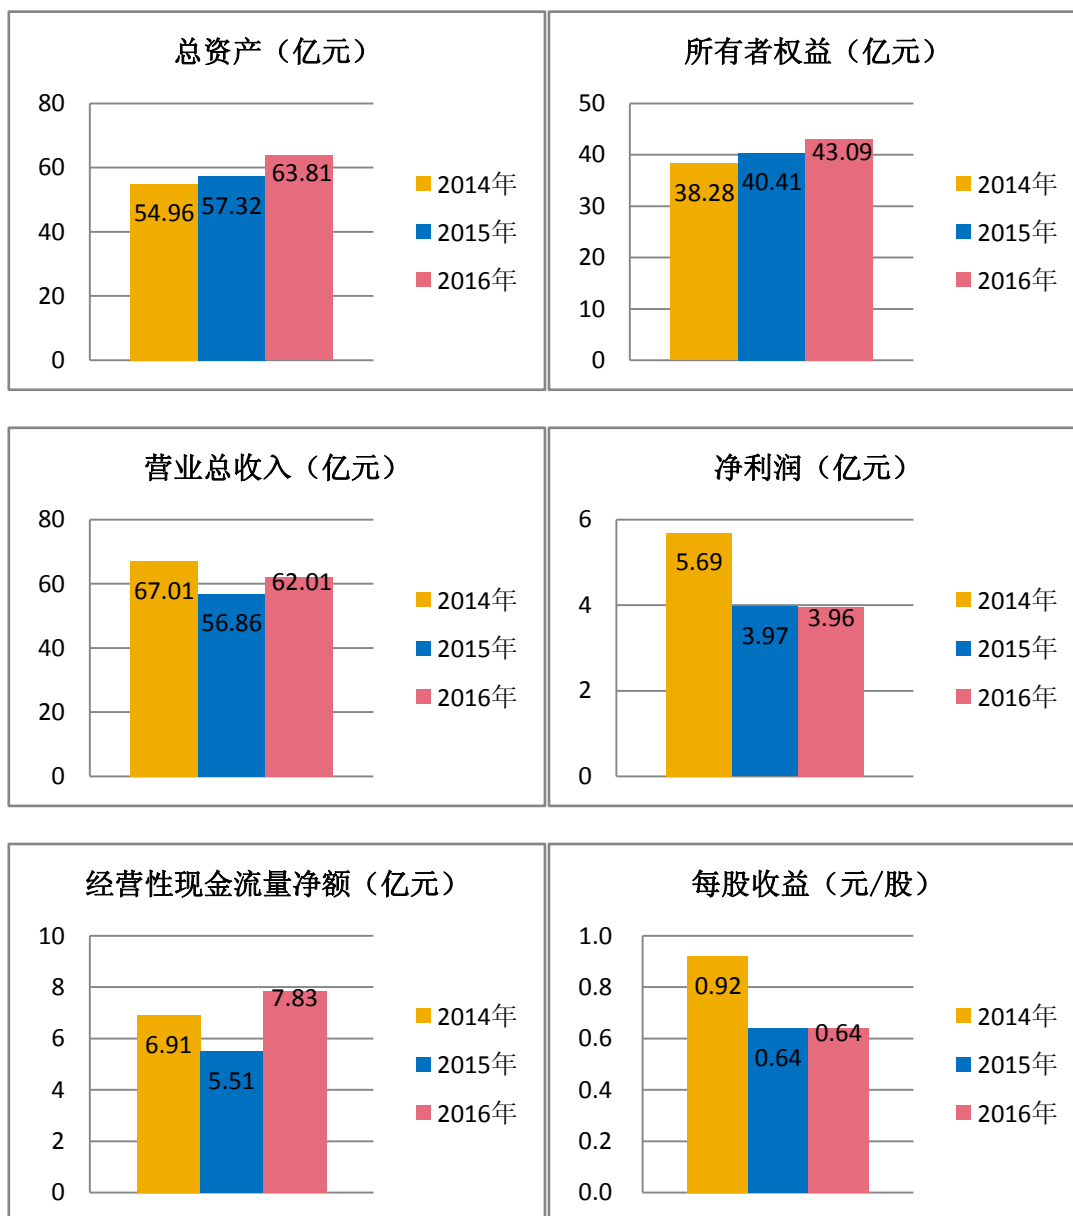 总资产（亿元）
80
60
40
20
0
54.96
57.32
63.81
2014年
2015年
2016年
所有者权益（亿元）
50
40
30
20
10
0
38.28
40.41
43.09
2014年
2015年
2016年
营业总收入（亿元）
80
60
40
20
0
67.01
56.86
62.01
2014年
2015年
2016年
净利润（亿元）
6
4
2
0
5.69
3.97
3.96
2014年
2015年
2016年
经营性现金流量净额（亿元）
10
8
6
4
2
0
6.91
5.51
7.83
2014年
2015年
2016年
每股收益（元/股）
1.0
0.8
0.6
0.4
0.2
0.0
0.92
0.64
0.64
2014年
2015年
2016年